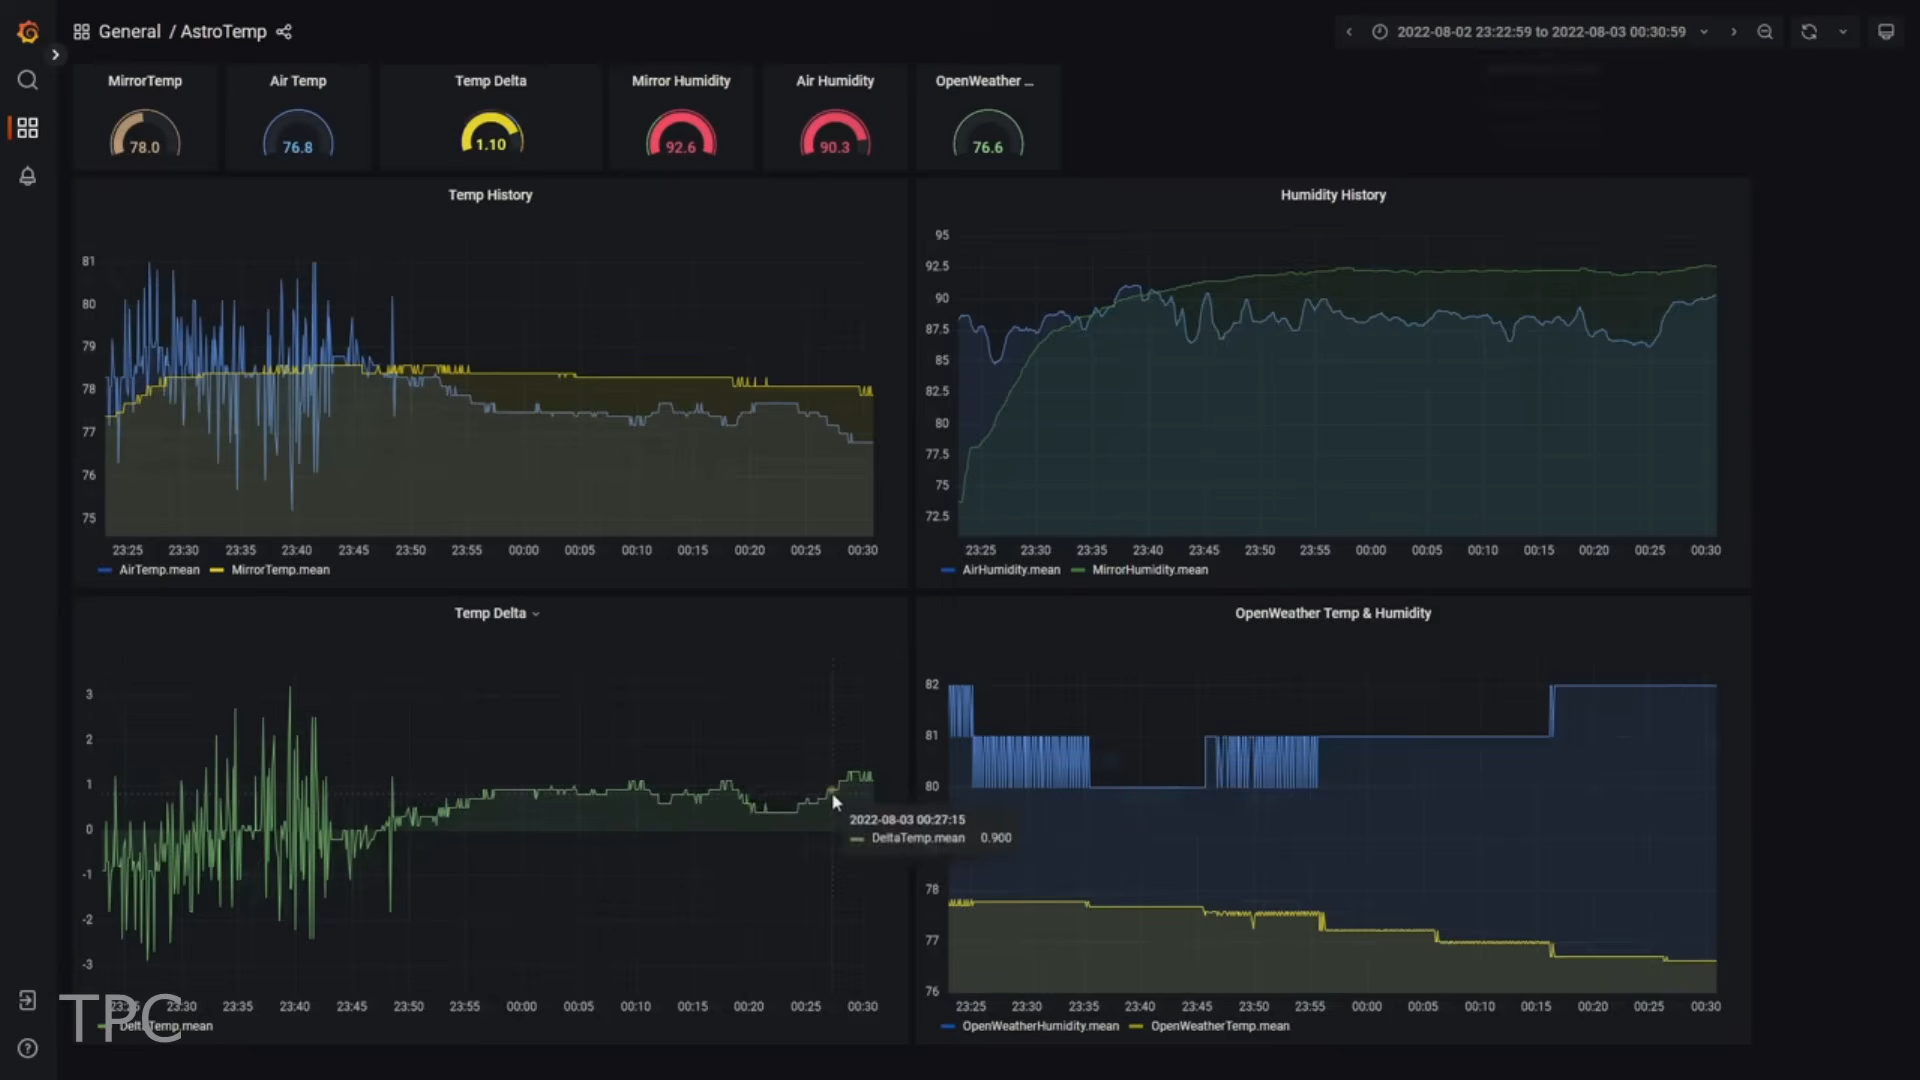 General / AstroTemp
2022-08-02 23:22:59 to 2022-08-03 00:30:59
MirrorTemp
78.0
Air Temp
76.8
Temp Delta
1.10
Mirror Humidity
92.6
Air Humidity
90.3
OpenWeather ...
76.6
Temp History
81
80
79
78
77
76
75
23:25 23:30 23:35 23:40 23:45 23:50 23:55 00:00 00:05 00:10 00:15 00:20 00:25 00:30
AirTemp.mean MirrorTemp.mean
Humidity History
95
92.5
90
87.5
85
82.5
80
77.5
75
72.5
23:25 23:30 23:35 23:40 23:45 23:50 23:55 00:00 00:05 00:10 00:15 00:20 00:25 00:30
AirHumidity.mean MirrorHumidity.mean
Temp Delta
3
2
1
0
-1
-2
-3
23:25 23:30 23:35 23:40 23:45 23:50 23:55 00:00 00:05 00:10 00:15 00:20 00:25 00:30
DeltaTemp.mean
2022-08-03 00:27:15
DeltaTemp.mean 0.900
OpenWeather Temp & Humidity
82
81
80
78
77
76
23:25 23:30 23:35 23:40 23:45 23:50 23:55 00:00 00:05 00:10 00:15 00:20 00:25 00:30
OpenWeatherHumidity.mean OpenWeatherTemp.mean
TPC